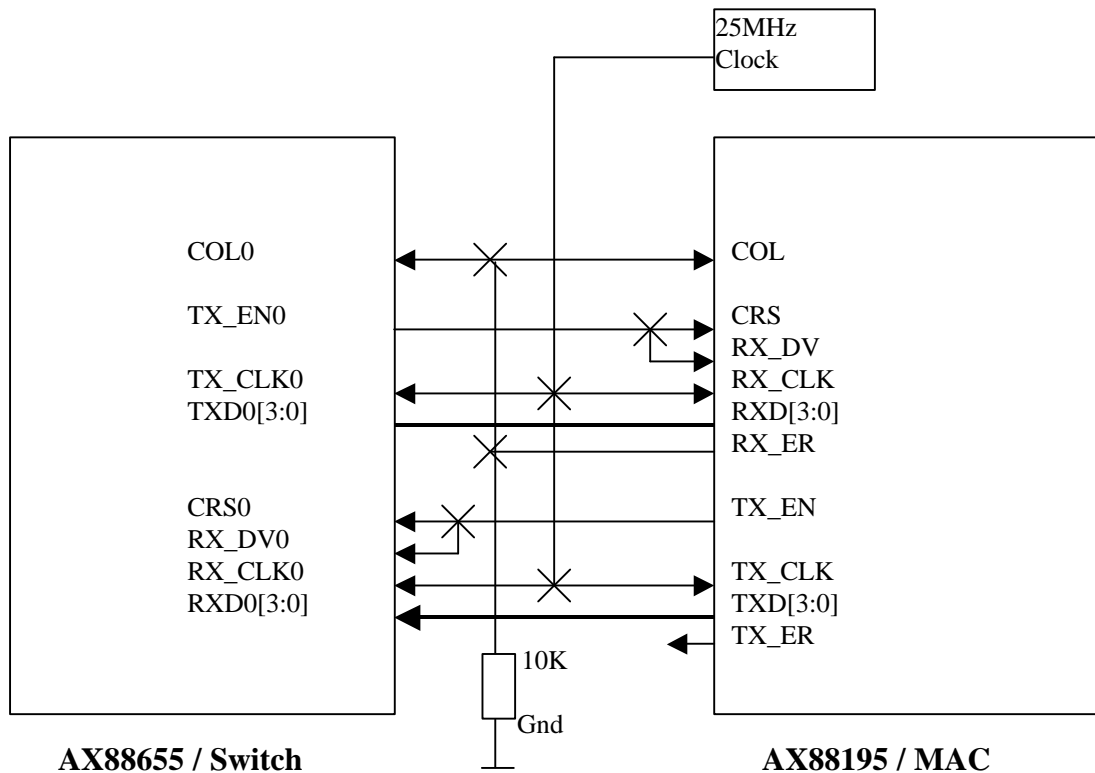 25MHz
Clock
COL0
COL
TX_EN0
CRS
RX_DV
TX_CLK0
RX_CLK
TXD0[3:0]
RXD[3:0]
RX_ER
CRS0
TX_EN
RX_DV0
RX_CLK0
TX_CLK
RXD0[3:0]
TXD[3:0]
TX_ER
10K
Gnd
AX88655 / Switch
AX88195 / MAC